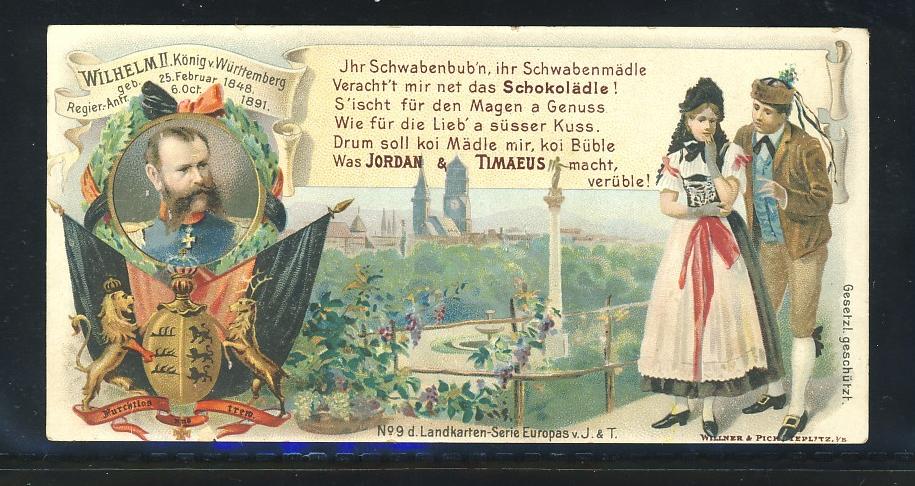 WILHELM II. König v. Württemberg
geb. 25. Februar 1848.
Regier.-Antr. 6. Oct. 1891.
Jhr Schwabenbub'n, ihr Schwabenmädle
Veracht't mir net das Schokolädle!
S'ischt für den Magen a Genuss
Wie für die Lieb' a süsser Kuss.
Drum soll koi Mädle mir, koi Büble
Was JORDAN & TIMAEUS macht,
verüble!
Furchtlos und trew.
No 9 d. Landkarten-Serie Europas v. J. & T.
WILLNER &
Gesetzl. geschützt.